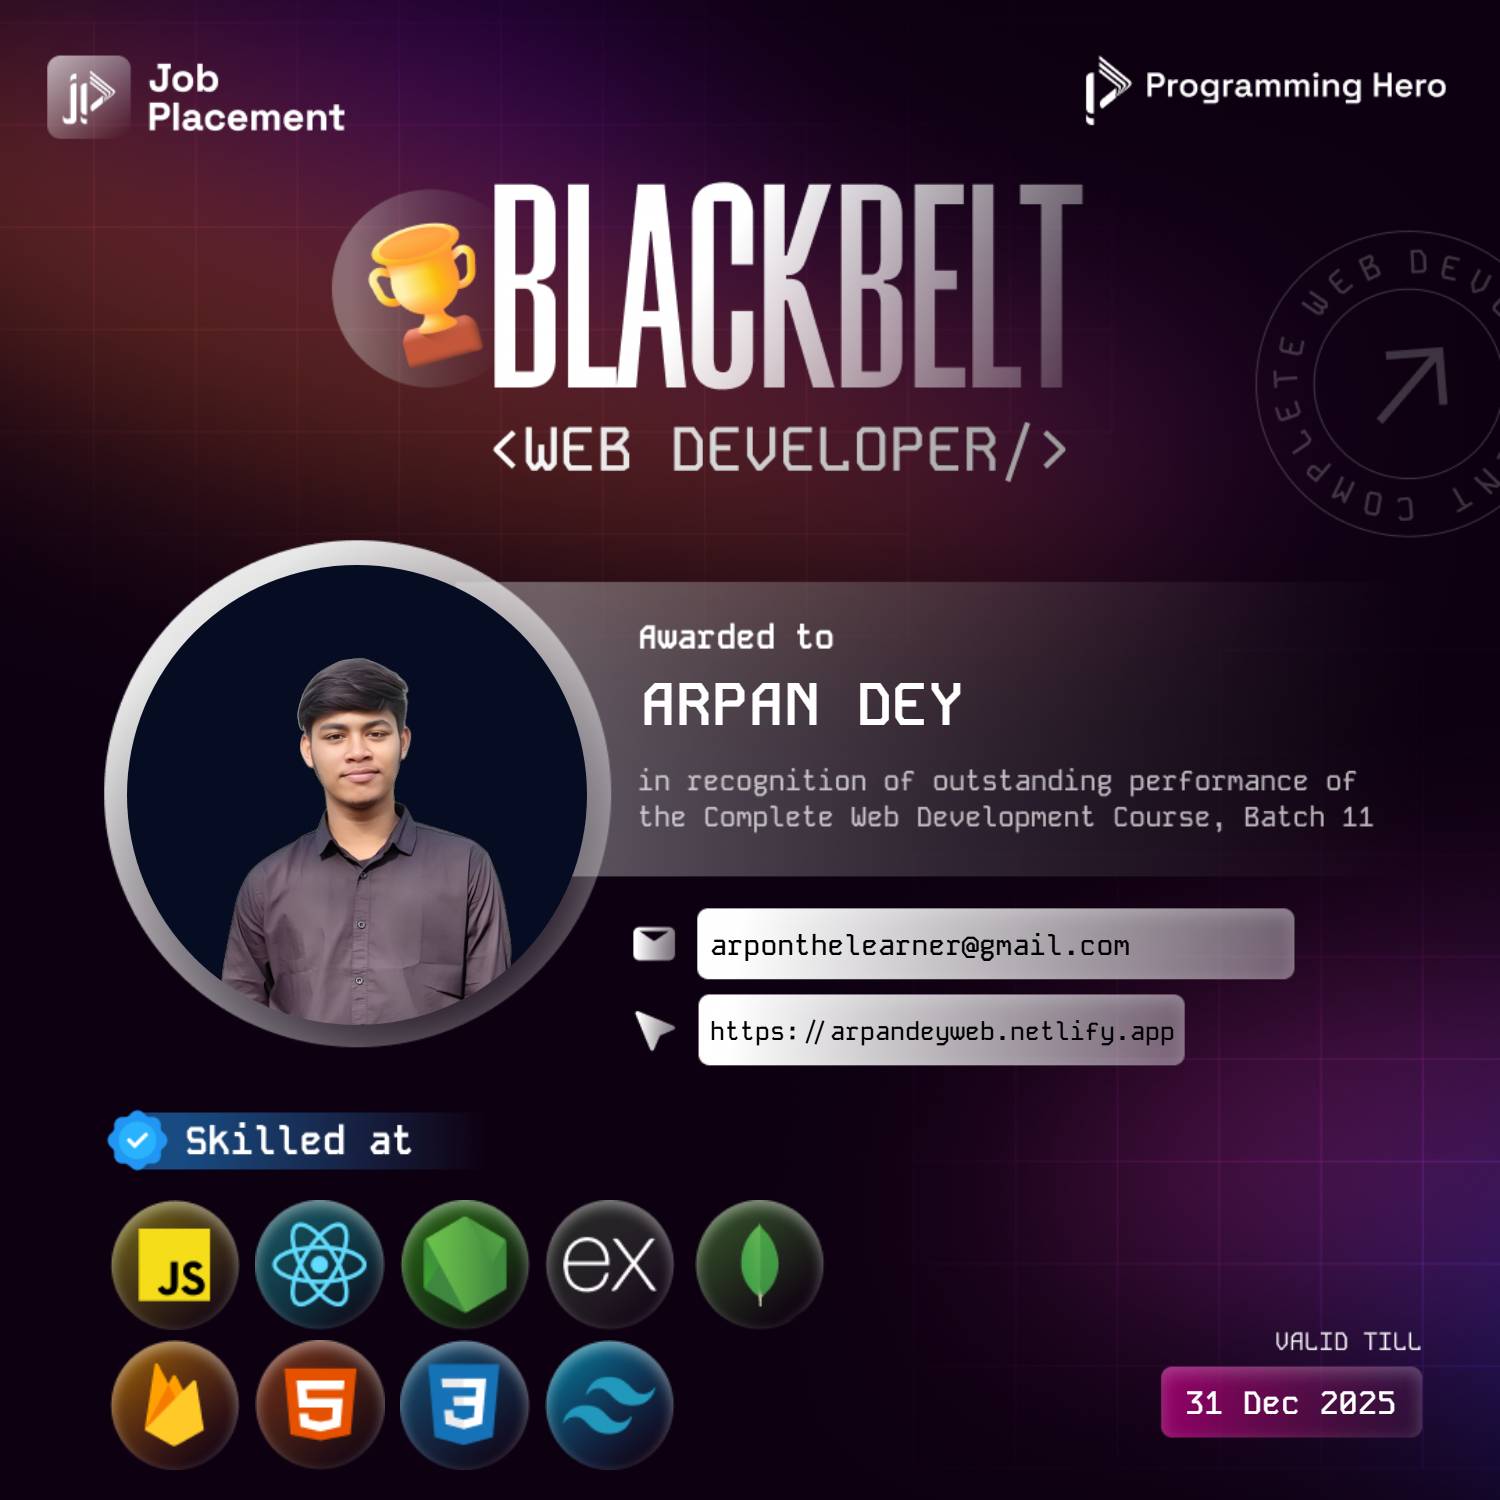 Job
Placement
Programming Hero
BLACKBELT
<WEB DEVELOPER/>
COMPLETE WEB DEV
Awarded to
ARPAN DEY
in recognition of outstanding performance of
the Complete Web Development Course, Batch 11
arponthelearner@gmail.com
https://arpandeyweb.netlify.app
Skilled at
JS
ex
5
3
VALID TILL
31 Dec 2025